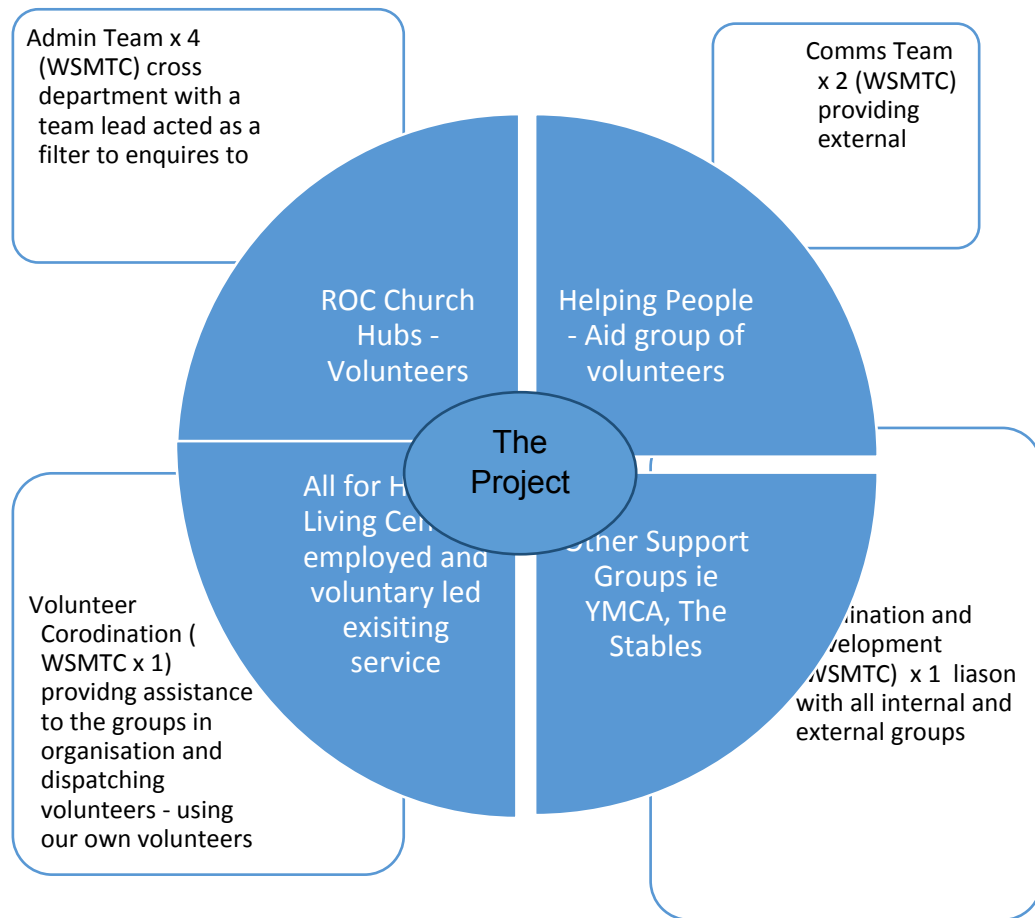 Admin Team x 4
(WSMTC) cross
department with a
team lead acted as a
filter to enquires to
Comms Team
x 2 (WSMTC)
providing
external
ROC Church
Hubs -
Volunteers
Helping People
- Aid group of
volunteers
The
Project
All for
Living
employed and
voluntary led
exisiting
service
Other Support
Groups ie
YMCA, The
Stables
Volunteer
Corodination (
WSMTC x 1)
providng assistance
to the groups in
organisation and
dispatching
volunteers - using
our own volunteers
and
x 1 liason
with all internal and
external groups